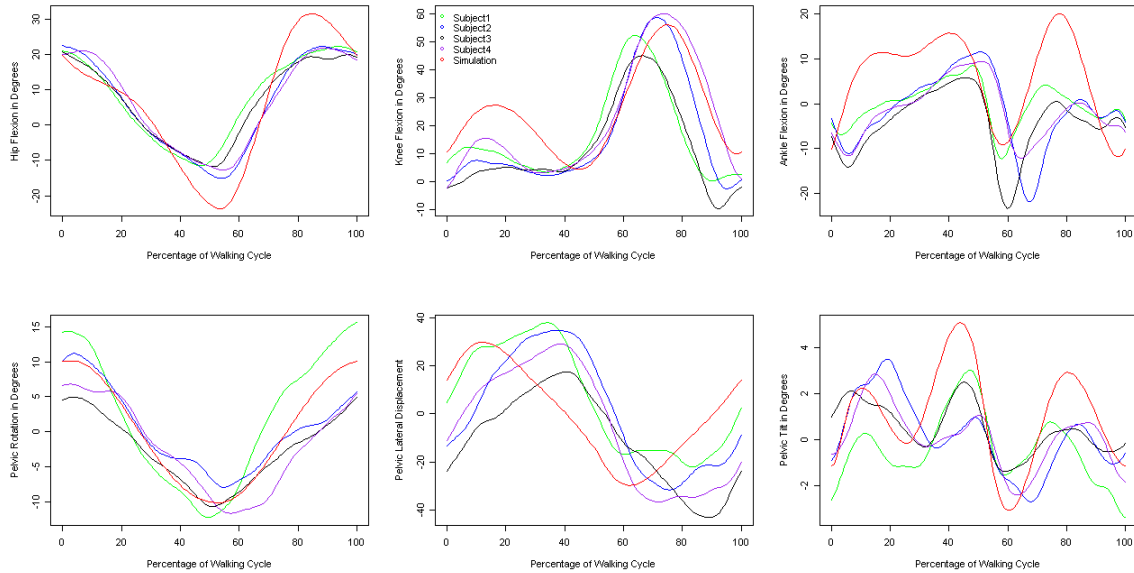 Hip Flexion in Degrees
30
20
10
0
-10
-20
0 20 40 60 80 100
Percentage of Walking Cycle
Knee Flexion in Degrees
60
50
40
30
20
10
0
-10
Subject1
Subject2
Subject3
Subject4
Simulation
0 20 40 60 80 100
Percentage of Walking Cycle
Ankle Flexion in Degrees
20
10
0
-10
-20
0 20 40 60 80 100
Percentage of Walking Cycle
Pelvic Rotation in Degrees
15
10
5
0
-5
-10
0 20 40 60 80 100
Percentage of Walking Cycle
Pelvic Lateral Displacement
40
20
0
-20
-40
0 20 40 60 80 100
Percentage of Walking Cycle
Pelvic Tilt in Degrees
4
2
0
-2
0 20 40 60 80 100
Percentage of Walking Cycle